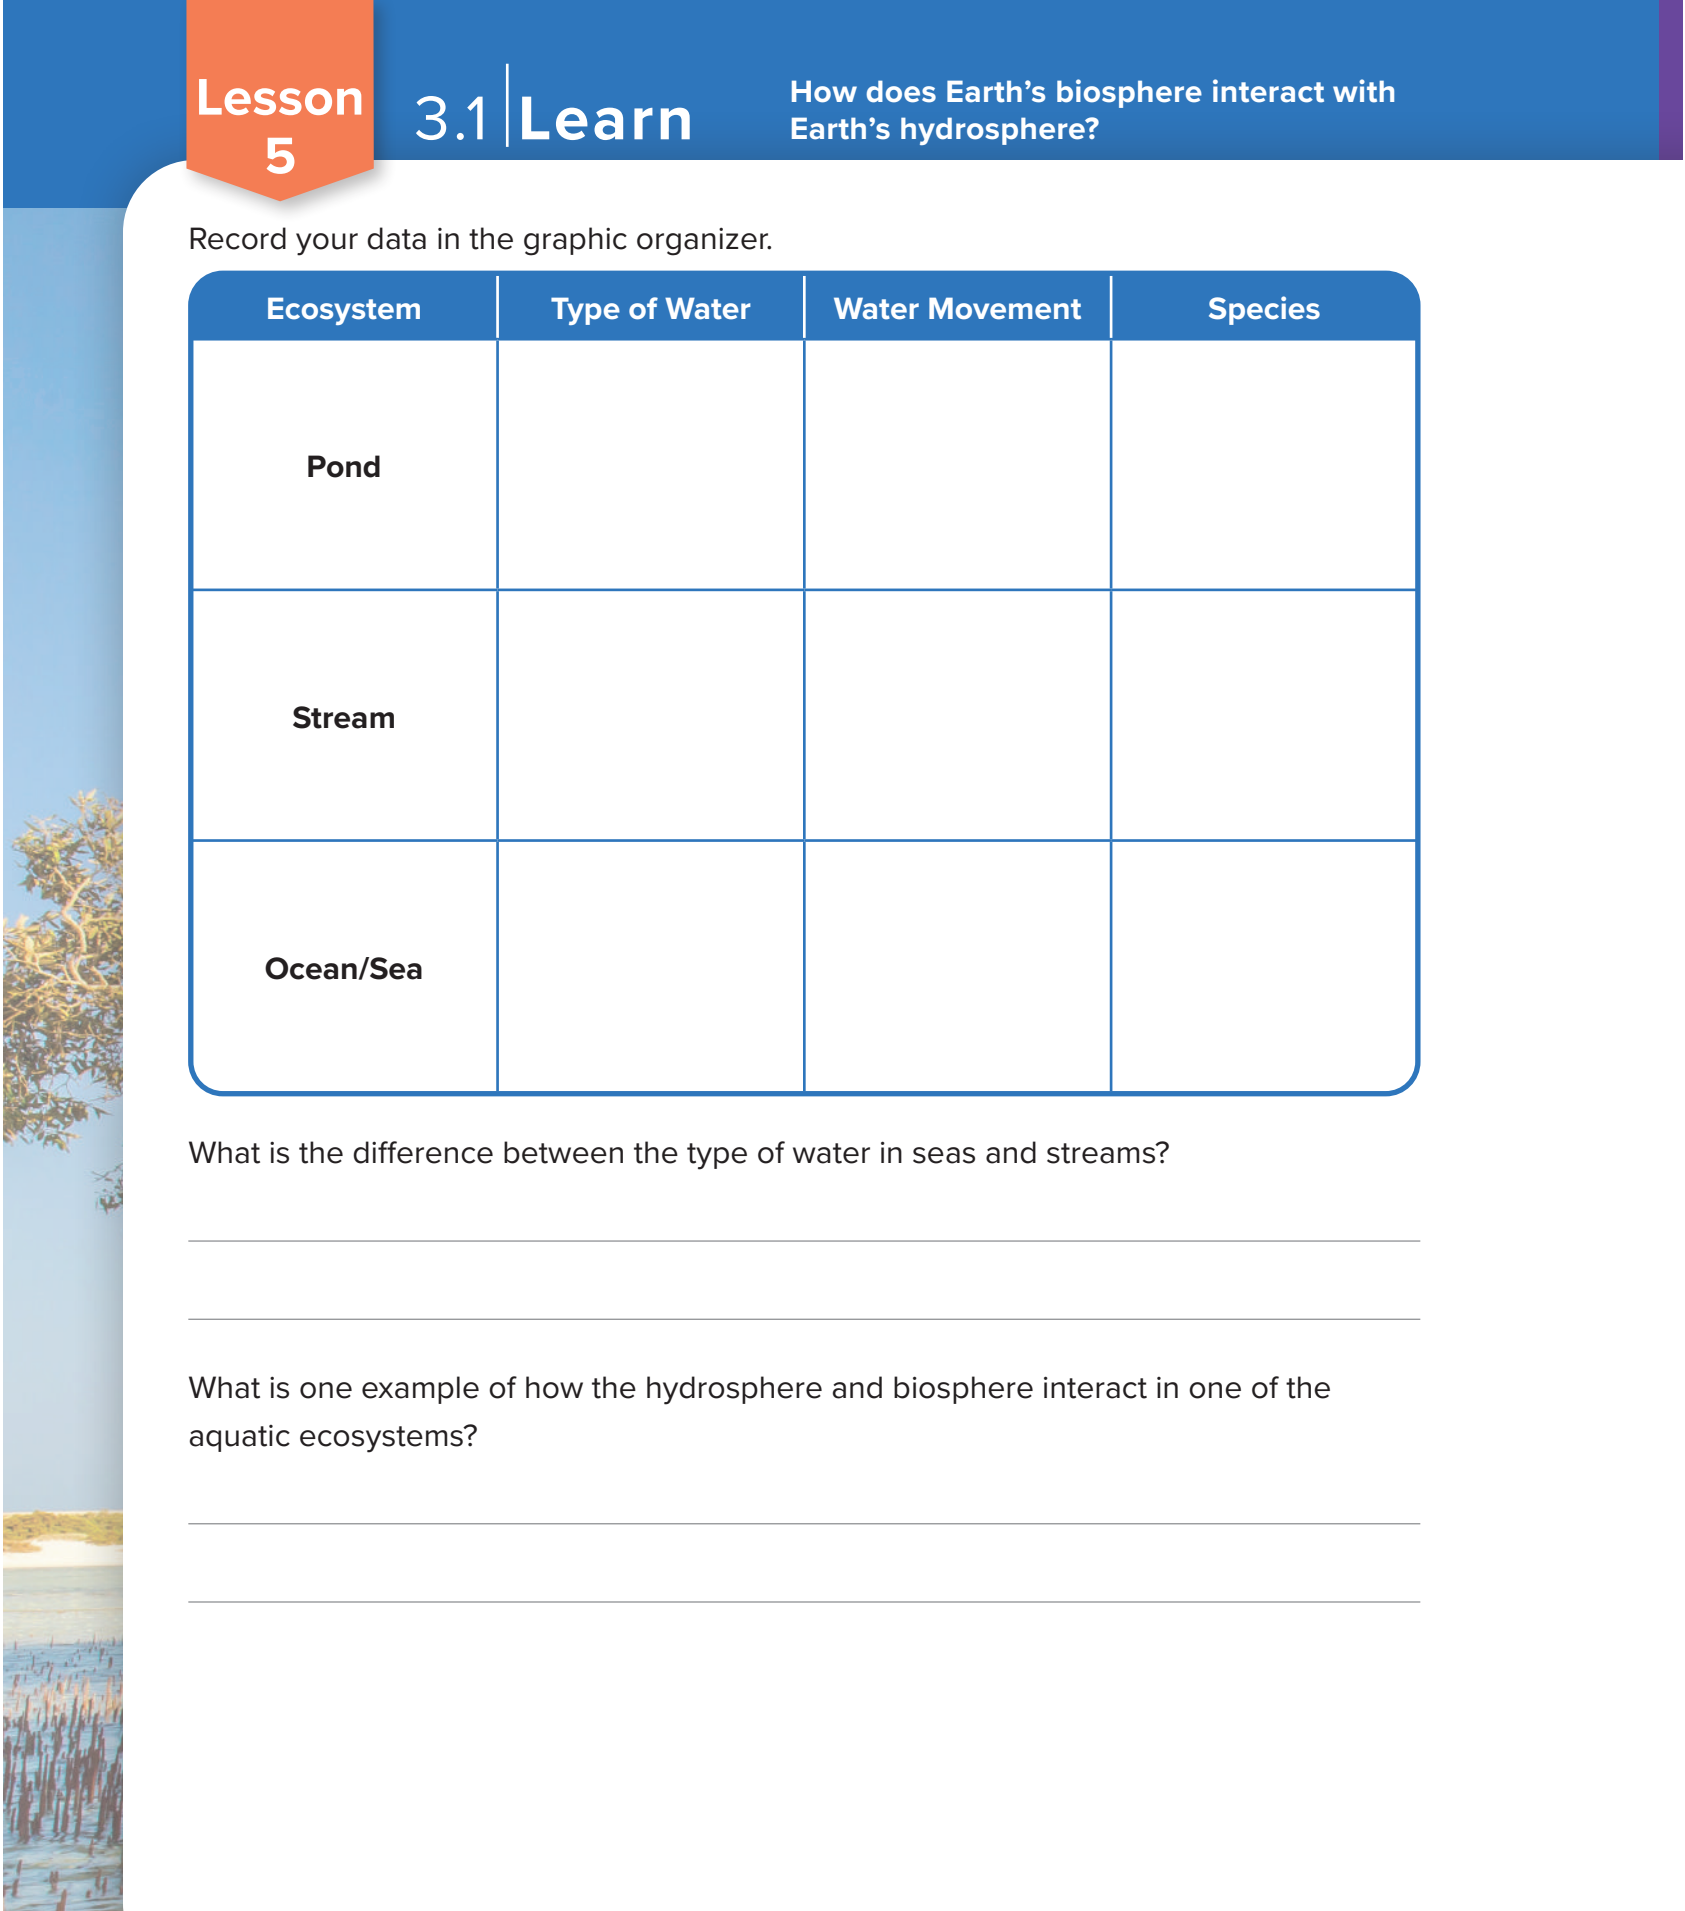 Lesson
5
3.1 Learn
How does Earth’s biosphere interact with
Earth’s hydrosphere?
Record your data in the graphic organizer.
Ecosystem Type of Water Water Movement Species
Pond
Stream
Ocean/Sea
What is the difference between the type of water in seas and streams?
What is one example of how the hydrosphere and biosphere interact in one of the
aquatic ecosystems?